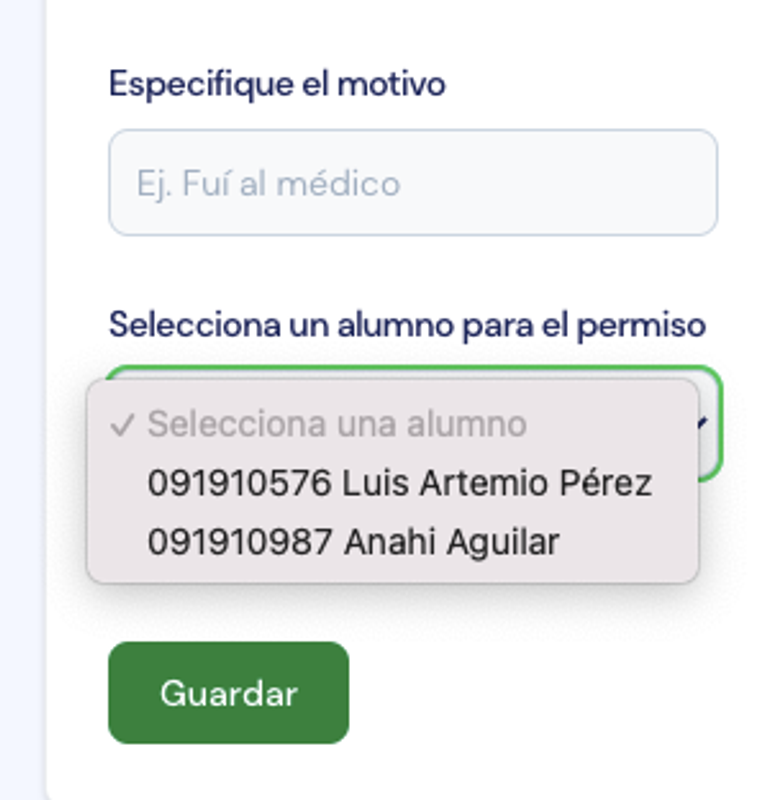 Especifique el motivo
Ej. Fuí al médico
Selecciona un alumno para el permiso
Selecciona una alumno
091910576 Luis Artemio Pérez
091910987 Anahi Aguilar
Guardar